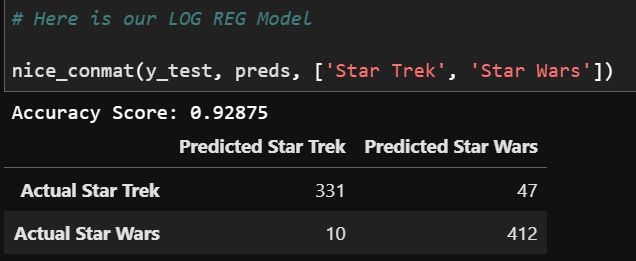 # Here is our LOG REG Model
nice_conmat(y_test, preds, ['Star Trek', 'Star Wars'])
Accuracy Score: 0.92875
Predicted Star Trek Predicted Star Wars
Actual Star Trek 331 47
Actual Star Wars 10 412